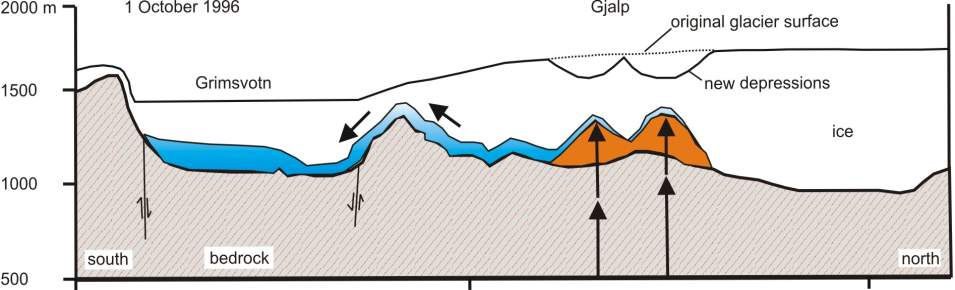 2000 m
1 October 1996
Gjalp
original glacier surface
1500
Grimsvotn
new depressions
ice
1000
south
bedrock
north
500